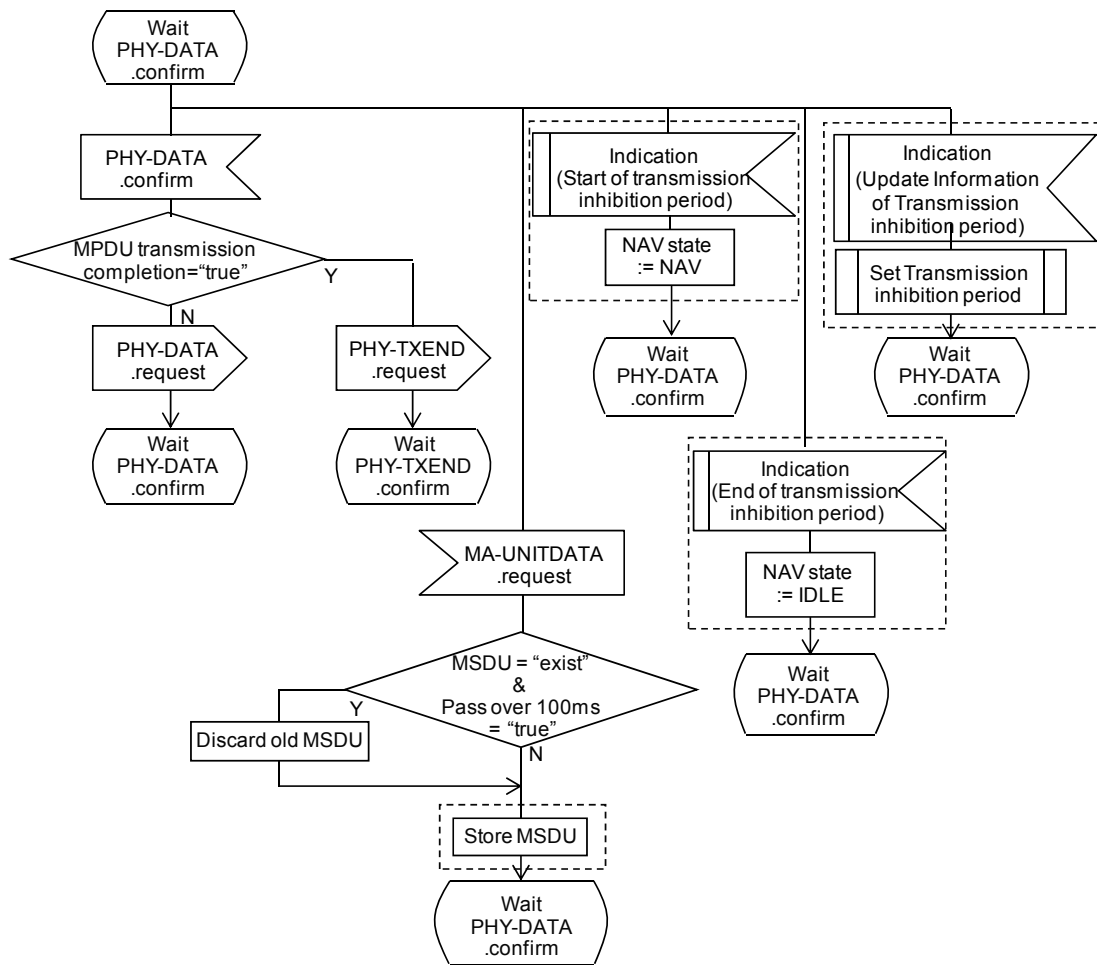 Wait
PHY-DATA
.confirm
PHY-DATA
.confirm
MPDU transmission
completion=“true”
Y
N
PHY-DATA
.request
PHY-TXEND
.request
Wait
PHY-DATA
.confirm
Wait
PHY-TXEND
.confirm
MA-UNITDATA
.request
MSDU = “exist”
&
Pass over 100ms
= “true”
Y
N
Discard old MSDU
Store MSDU
Wait
PHY-DATA
.confirm
Indication
(Start of transmission
inhibition period)
NAV state
:= NAV
Wait
PHY-DATA
.confirm
Indication
(End of transmission
inhibition period)
NAV state
:= IDLE
Wait
PHY-DATA
.confirm
Indication
(Update Information
of Transmission
inhibition period)
Set Transmission
inhibition period
Wait
PHY-DATA
.confirm